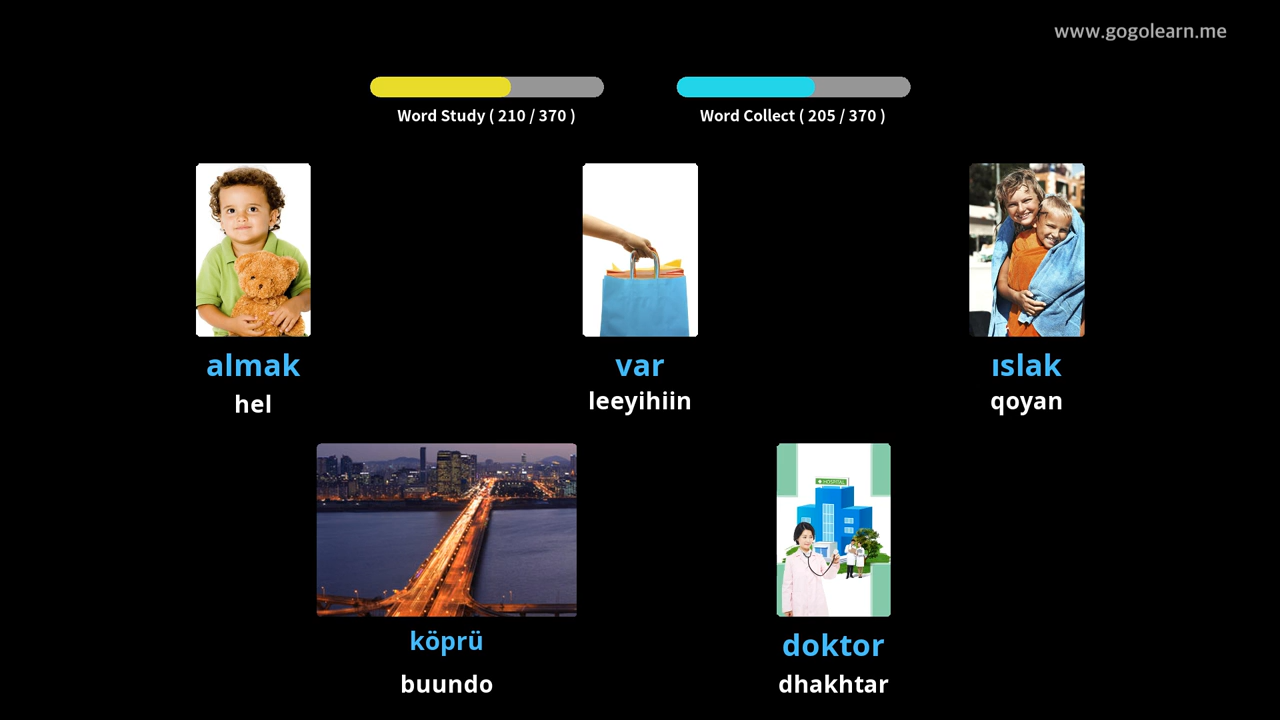 www.gogolearn.me
Word Study ( 210 / 370 )
Word Collect ( 205 / 370 )
almak
hel
var
leeyihiin
ıslak
qoyan
HOSPITAL
köprü
buundo
doktor
dhakhtar